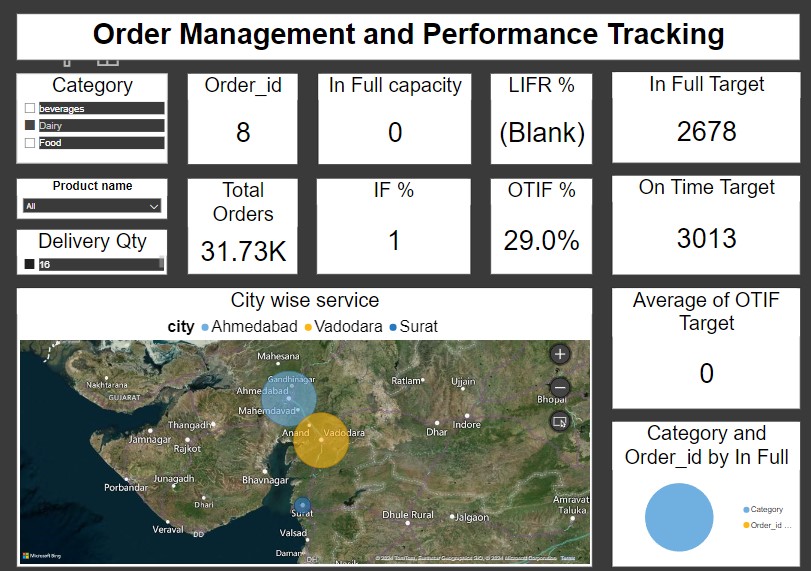 Order Management and Performance Tracking
Category
beverages
Dairy
Food
Order_id
8
In Full capacity
0
LIFR %
(Blank)
In Full Target
2678
Product name
All
Delivery Qty
16
Total
Orders
31.73K
IF %
1
OTIF %
29.0%
On Time Target
3013
City wise service
city Ahmedabad Vadodara Surat
Mahesana
Nakhtarana
GUJARAT
Gandhinagar
Ahmedabad
Mahemdavad
Ratlam
Ujjain
Bhopal
Thangadh
Anand
Vadodara
Indore
Dhar
Jamnagar
Rajkot
Junagadh
Bhavnagar
Porbandar
Dhari
Surat
Amravat
Taluka
Veraval
DD
Valsad
Dhule Rural
Jalgaon
Daman
DH
Nashik
Microsoft Bing
© 2024 TomTom, Earthstar Geographics SIO, © 2024 Microsoft Corporation Terms
Average of OTIF
Target
0
Category and
Order_id by In Full
Category
Order_id ...